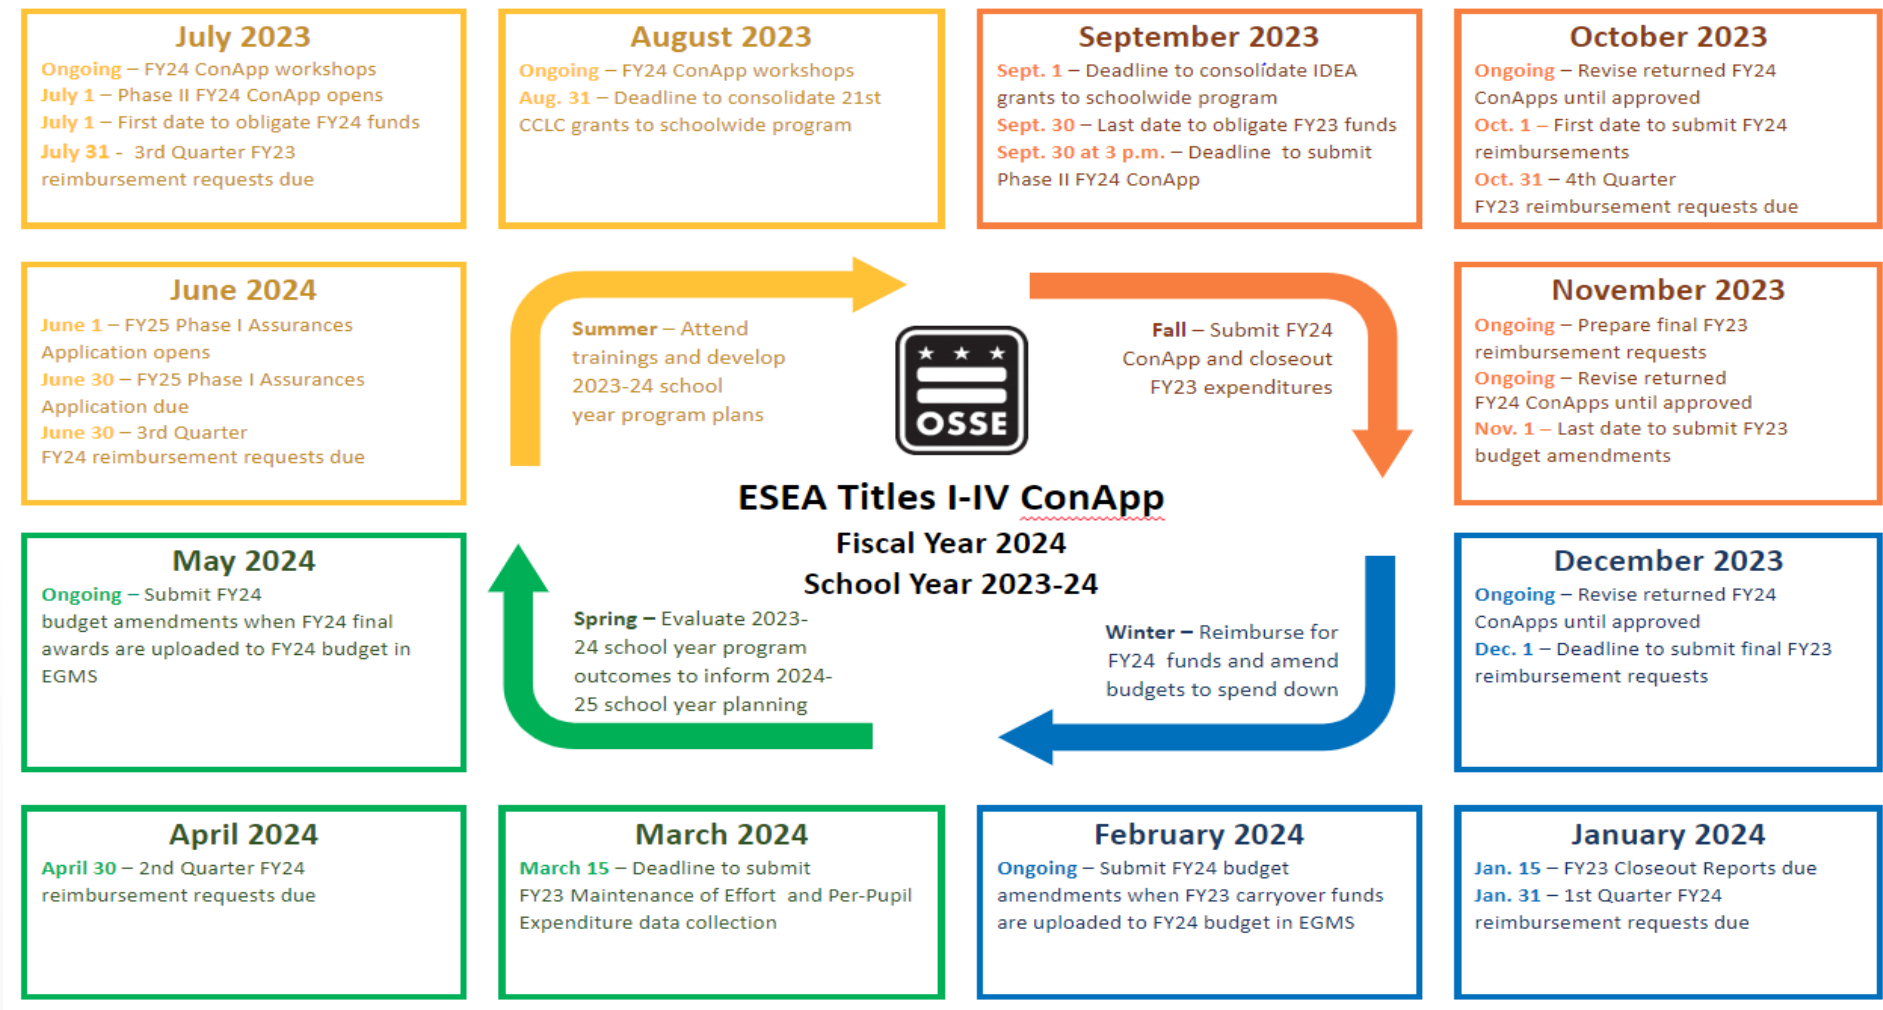 July 2023
Ongoing – FY24 ConApp workshops
July 1 – Phase II FY24 ConApp opens
July 1 – First date to obligate FY24 funds
July 31 - 3rd Quarter FY23
reimbursement requests due
August 2023
Ongoing – FY24 ConApp workshops
Aug. 31 – Deadline to consolidate 21st
CCLC grants to schoolwide program
September 2023
Sept. 1 – Deadline to consolidate IDEA
grants to schoolwide program
Sept. 30 – Last date to obligate FY23 funds
Sept. 30 at 3 p.m. – Deadline to submit
Phase II FY24 ConApp
October 2023
Ongoing – Revise returned FY24
ConApps until approved
Oct. 1 – First date to submit FY24
reimbursements
Oct. 31 – 4th Quarter
FY23 reimbursement requests due
November 2023
Ongoing – Prepare final FY23
reimbursement requests
Ongoing – Revise returned
FY24 ConApps until approved
Nov. 1 – Last date to submit FY23
budget amendments
December 2023
Ongoing – Revise returned FY24
ConApps until approved
Dec. 1 – Deadline to submit final FY23
reimbursement requests
January 2024
Jan. 15 – FY23 Closeout Reports due
Jan. 31 – 1st Quarter FY24
reimbursement requests due
February 2024
Ongoing – Submit FY24 budget
amendments when FY23 carryover funds
are uploaded to FY24 budget in EGMS
March 2024
March 15 – Deadline to submit
FY23 Maintenance of Effort and Per-Pupil
Expenditure data collection
April 2024
April 30 – 2nd Quarter FY24
reimbursement requests due
May 2024
Ongoing – Submit FY24
budget amendments when FY24 final
awards are uploaded to FY24 budget in
EGMS
June 2024
June 1 – FY25 Phase I Assurances
Application opens
June 30 – FY25 Phase I Assurances
Application due
June 30 – 3rd Quarter
FY24 reimbursement requests due
Summer – Attend
trainings and develop
2023-24 school
year program plans
OSSE
Fall – Submit FY24
ConApp and closeout
FY23 expenditures
ESEA Titles I-IV ConApp
Fiscal Year 2024
School Year 2023-24
Spring – Evaluate 2023-
24 school year program
outcomes to inform 2024-
25 school year planning
Winter – Reimburse for
FY24 funds and amend
budgets to spend down